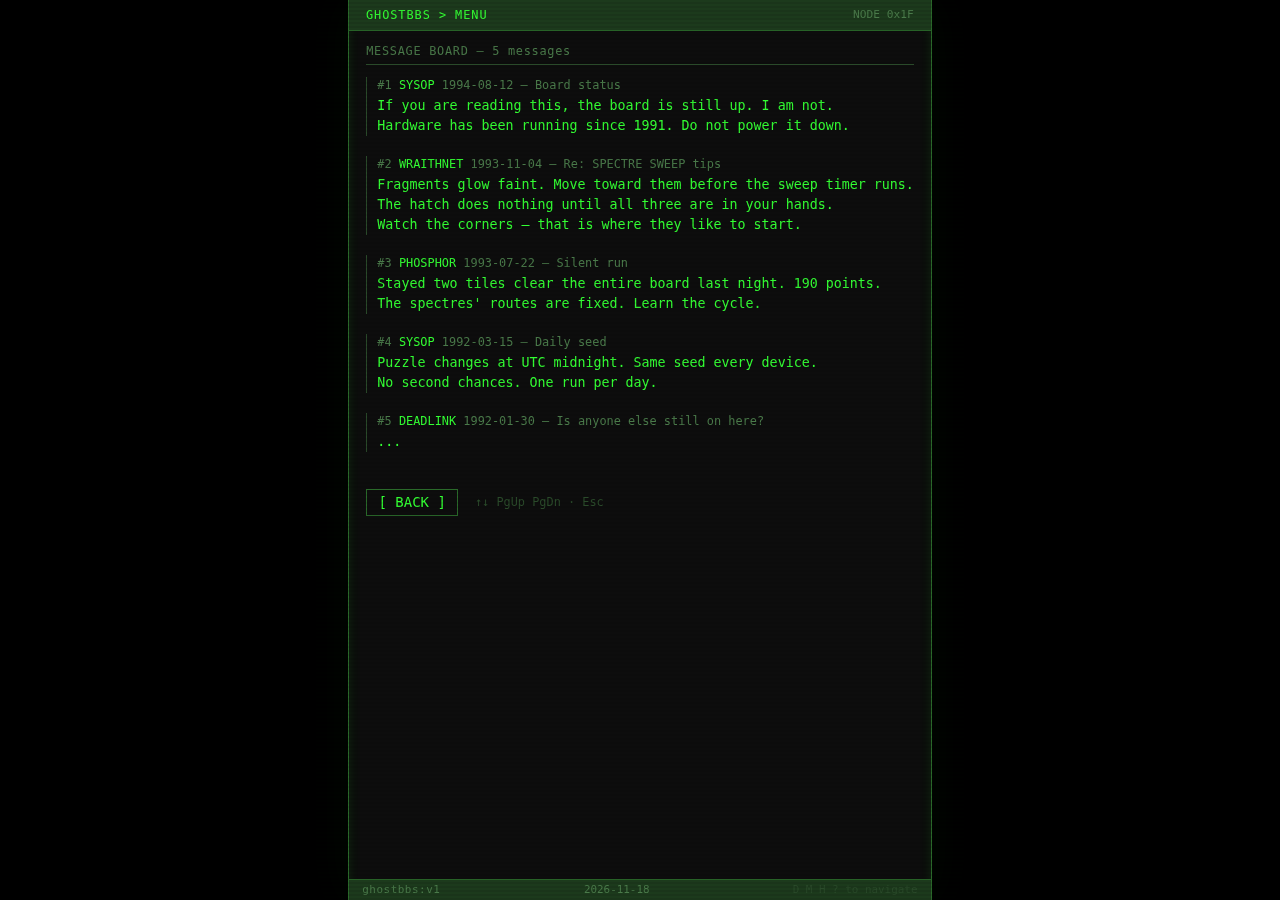 GHOSTBBS > MENU
NODE 0x1F
MESSAGE BOARD — 5 messages
#1 SYSOP 1994-08-12 — Board status
If you are reading this, the board is still up. I am not.
Hardware has been running since 1991. Do not power it down.
#2 WRAITHNET 1993-11-04 — Re: SPECTRE SWEEP tips
Fragments glow faint. Move toward them before the sweep timer runs.
The hatch does nothing until all three are in your hands.
Watch the corners — that is where they like to start.
#3 PHOSPHOR 1993-07-22 — Silent run
Stayed two tiles clear the entire board last night. 190 points.
The spectres' routes are fixed. Learn the cycle.
#4 SYSOP 1992-03-15 — Daily seed
Puzzle changes at UTC midnight. Same seed every device.
No second chances. One run per day.
#5 DEADLINK 1992-01-30 — Is anyone else still on here?
...
[ BACK ]
↑↓ PgUp PgDn · Esc
ghostbbs:v1
2026-11-18
M H to navigate